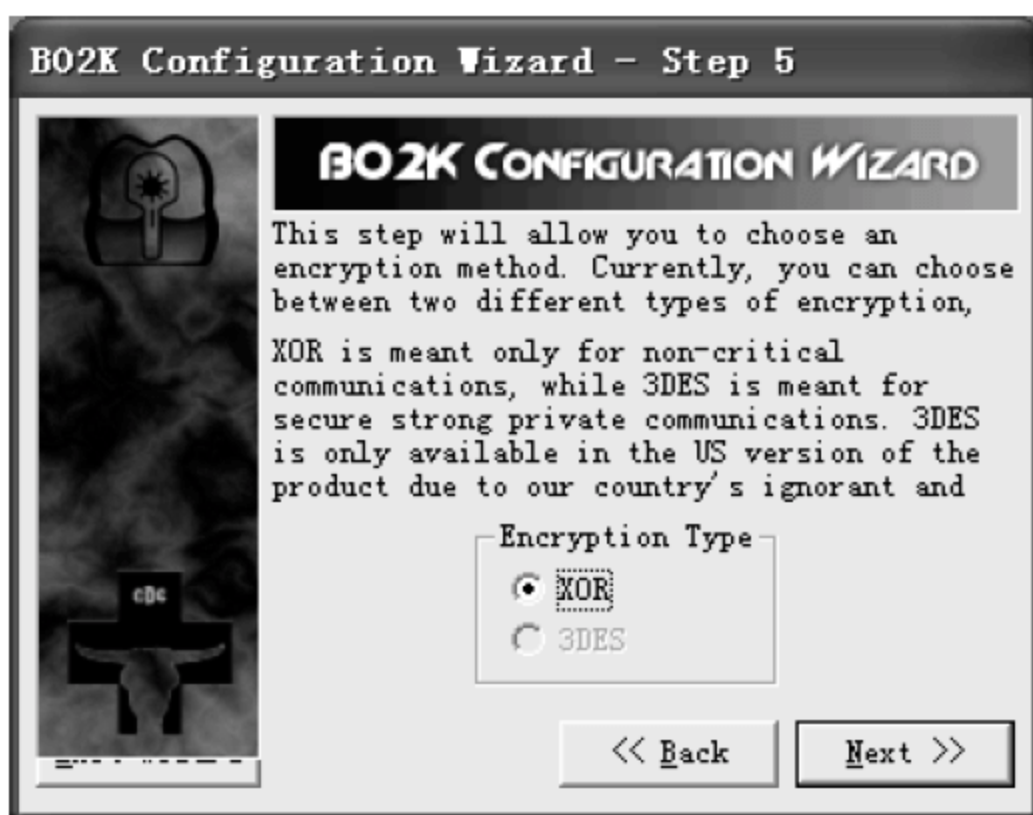 BO2K Configuration Wizard - Step 5
BO2K CONFIGURATION WIZARD
This step will allow you to choose an
encryption method. Currently, you can choose
between two different types of encryption,
XOR is meant only for non-critical
communications, while 3DES is meant for
secure strong private communications. 3DES
is only available in the US version of the
product due to our country's ignorant and
Encryption Type
XOR
3DES
cDc
<< Back
Next >>